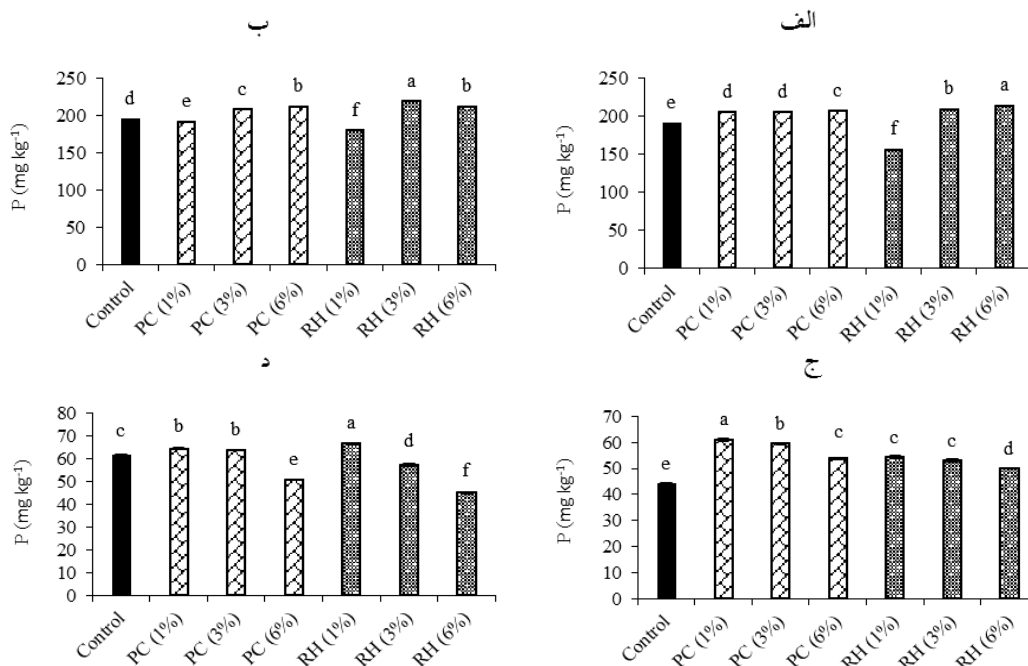 الف
P (mg kg⁻¹)
250
200
150
100
50
0
e d d c f b a
Control PC (1%) PC (3%) PC (6%) RH (1%) RH (3%) RH (6%)
ب
P (mg kg⁻¹)
250
200
150
100
50
0
d e c b f a b
Control PC (1%) PC (3%) PC (6%) RH (1%) RH (3%) RH (6%)
ج
P (mg kg⁻¹)
70
60
50
40
30
20
10
0
e a b c c c d
Control PC (1%) PC (3%) PC (6%) RH (1%) RH (3%) RH (6%)
د
P (mg kg⁻¹)
80
70
60
50
40
30
20
10
0
c b b e a d f
Control PC (1%) PC (3%) PC (6%) RH (1%) RH (3%) RH (6%)